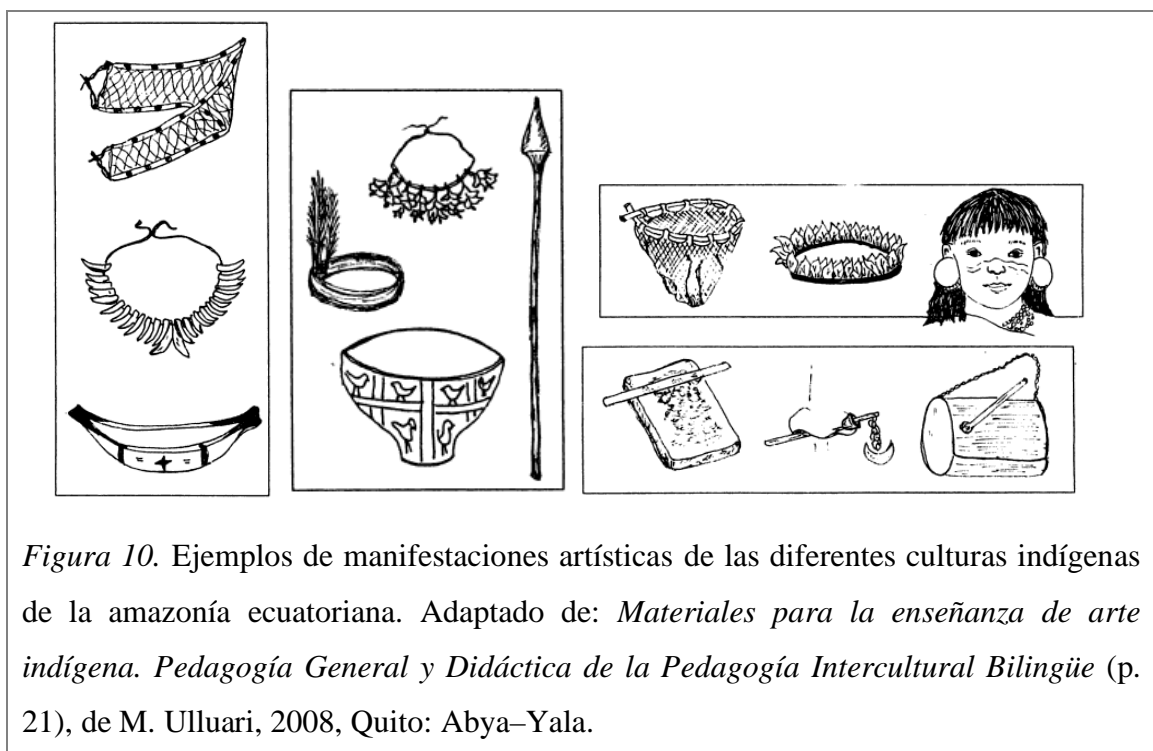 Figura 10. Ejemplos de manifestaciones artísticas de las diferentes culturas indígenas
de la amazonía ecuatoriana. Adaptado de: Materiales para la enseñanza de arte
indígena. Pedagogía General y Didáctica de la Pedagogía Intercultural Bilingüe (p.
21), de M. Ulluari, 2008, Quito: Abya–Yala.